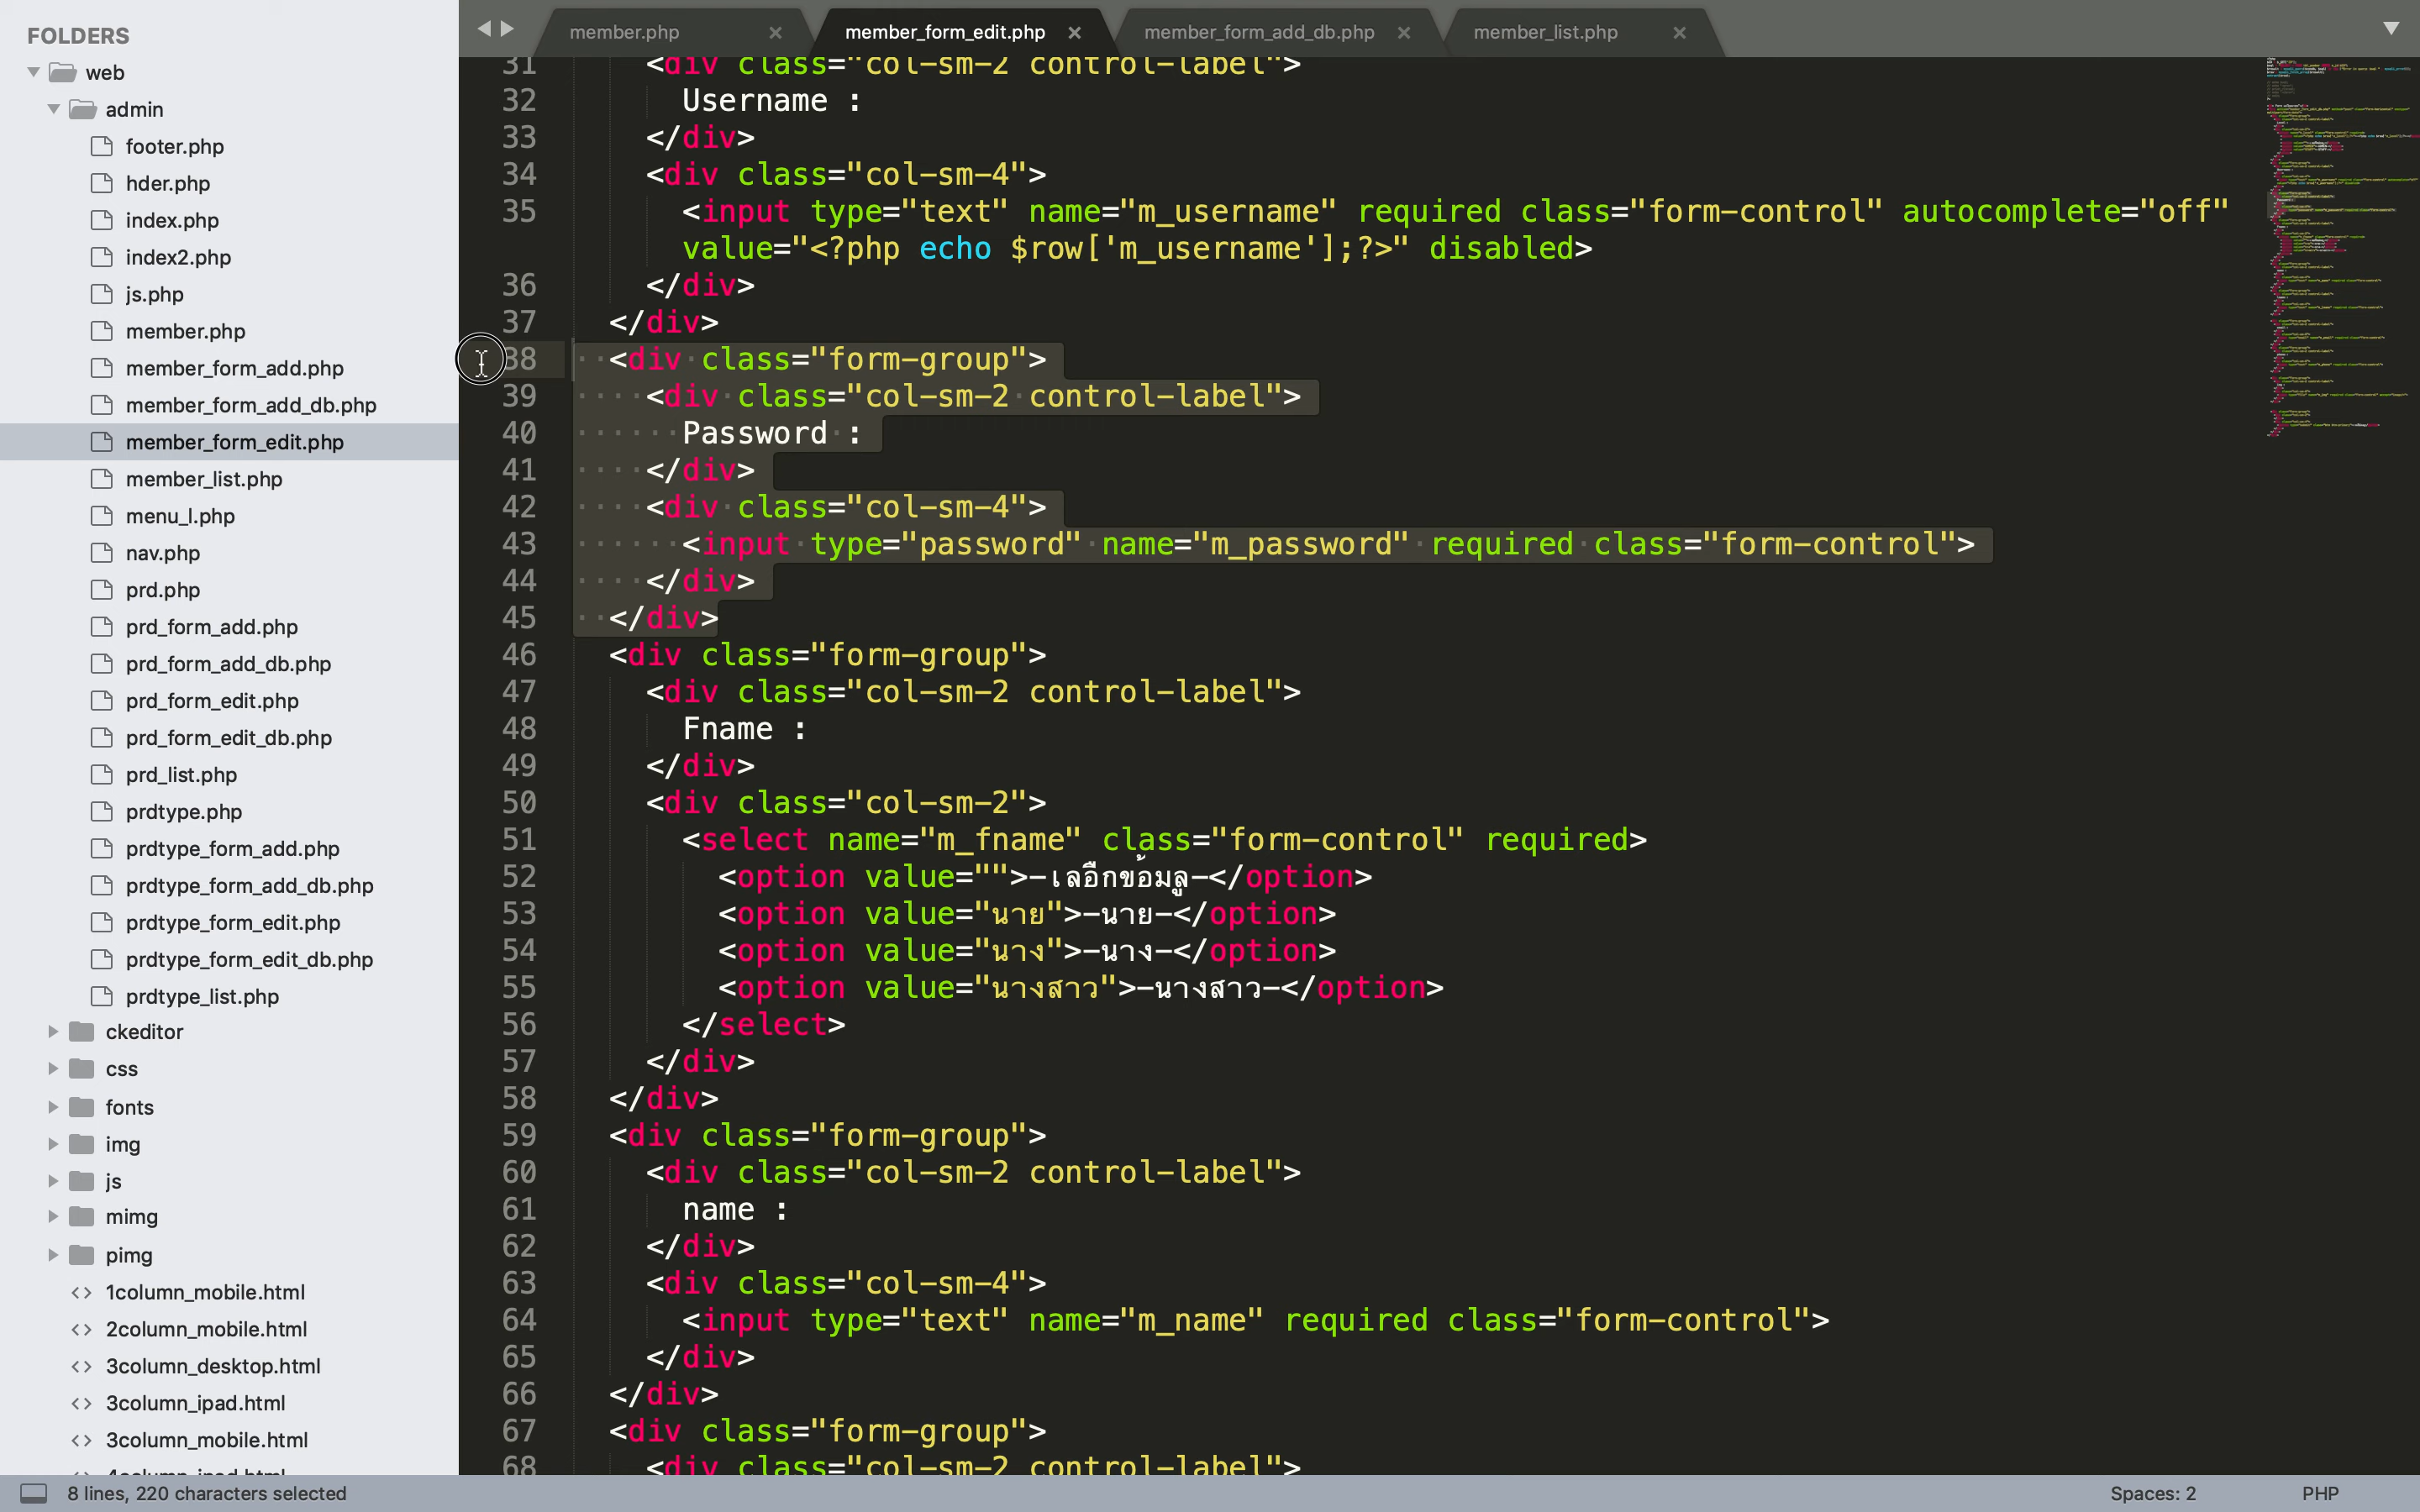 FOLDERS
web
admin
footer.php
hder.php
index.php
index2.php
js.php
member.php
member_form_add.php
member_form_add_db.php
member_form_edit.php
member_list.php
menu_l.php
nav.php
prd.php
prd_form_add.php
prd_form_add_db.php
prd_form_edit.php
prd_form_edit_db.php
prd_list.php
prdtype.php
prdtype_form_add.php
prdtype_form_add_db.php
prdtype_form_edit.php
prdtype_form_edit_db.php
prdtype_list.php
ckeditor
css
fonts
img
js
mimg
pimg
1column_mobile.html
2column_mobile.html
3column_desktop.html
3column_ipad.html
3column_mobile.html
4column_ipad.html
member.php member_form_edit.php member_form_add_db.php member_list.php
31 <div class="col-sm-2 control-label">
32 Username :
33 </div>
34 <div class="col-sm-4">
35 <input type="text" name="m_username" required class="form-control" autocomplete="off"
value="<?php echo $row['m_username'];?>" disabled>
36 </div>
37 </div>
38 <div class="form-group">
39 <div class="col-sm-2 control-label">
40 Password :
41 </div>
42 <div class="col-sm-4">
43 <input type="password" name="m_password" required class="form-control">
44 </div>
45 </div>
46 <div class="form-group">
47 <div class="col-sm-2 control-label">
48 Fname :
49 </div>
50 <div class="col-sm-2">
51 <select name="m_fname" class="form-control" required>
52 <option value="">-เลือกข้อมูล-</option>
53 <option value="นาย">-นาย-</option>
54 <option value="นาง">-นาง-</option>
55 <option value="นางสาว">-นางสาว-</option>
56 </select>
57 </div>
58 </div>
59 <div class="form-group">
60 <div class="col-sm-2 control-label">
61 name :
62 </div>
63 <div class="col-sm-4">
64 <input type="text" name="m_name" required class="form-control">
65 </div>
66 </div>
67 <div class="form-group">
68 <div class="col-sm-2 control-label">
8 lines, 220 characters selected
Spaces: 2 PHP